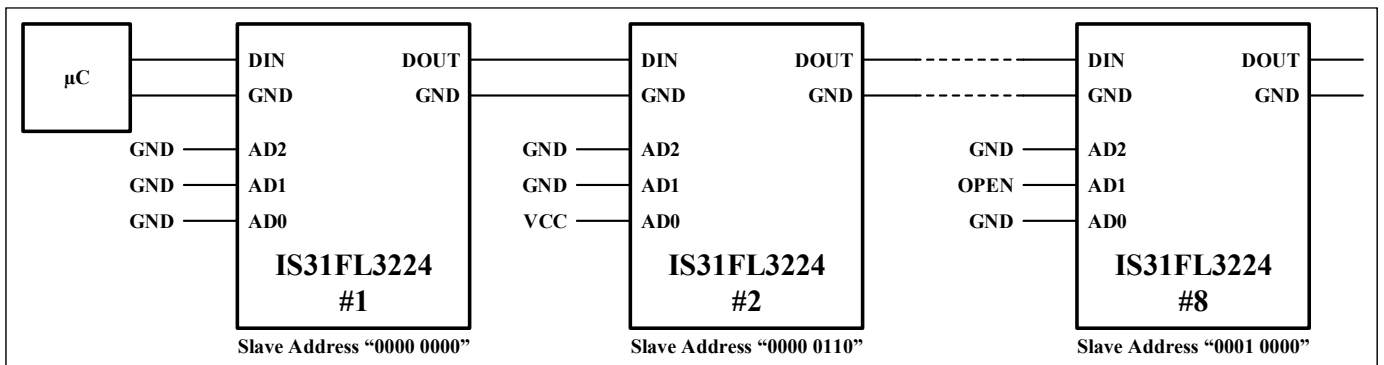 μC
DIN DOUT DIN DOUT DIN DOUT
GND GND GND GND GND GND
GND AD2 GND AD2 GND AD2
GND AD1 GND AD1 OPEN AD1
GND AD0 VCC AD0 GND AD0
IS31FL3224 IS31FL3224 IS31FL3224
#1 #2 #8
Slave Address “0000 0000” Slave Address “0000 0110” Slave Address “0001 0000”